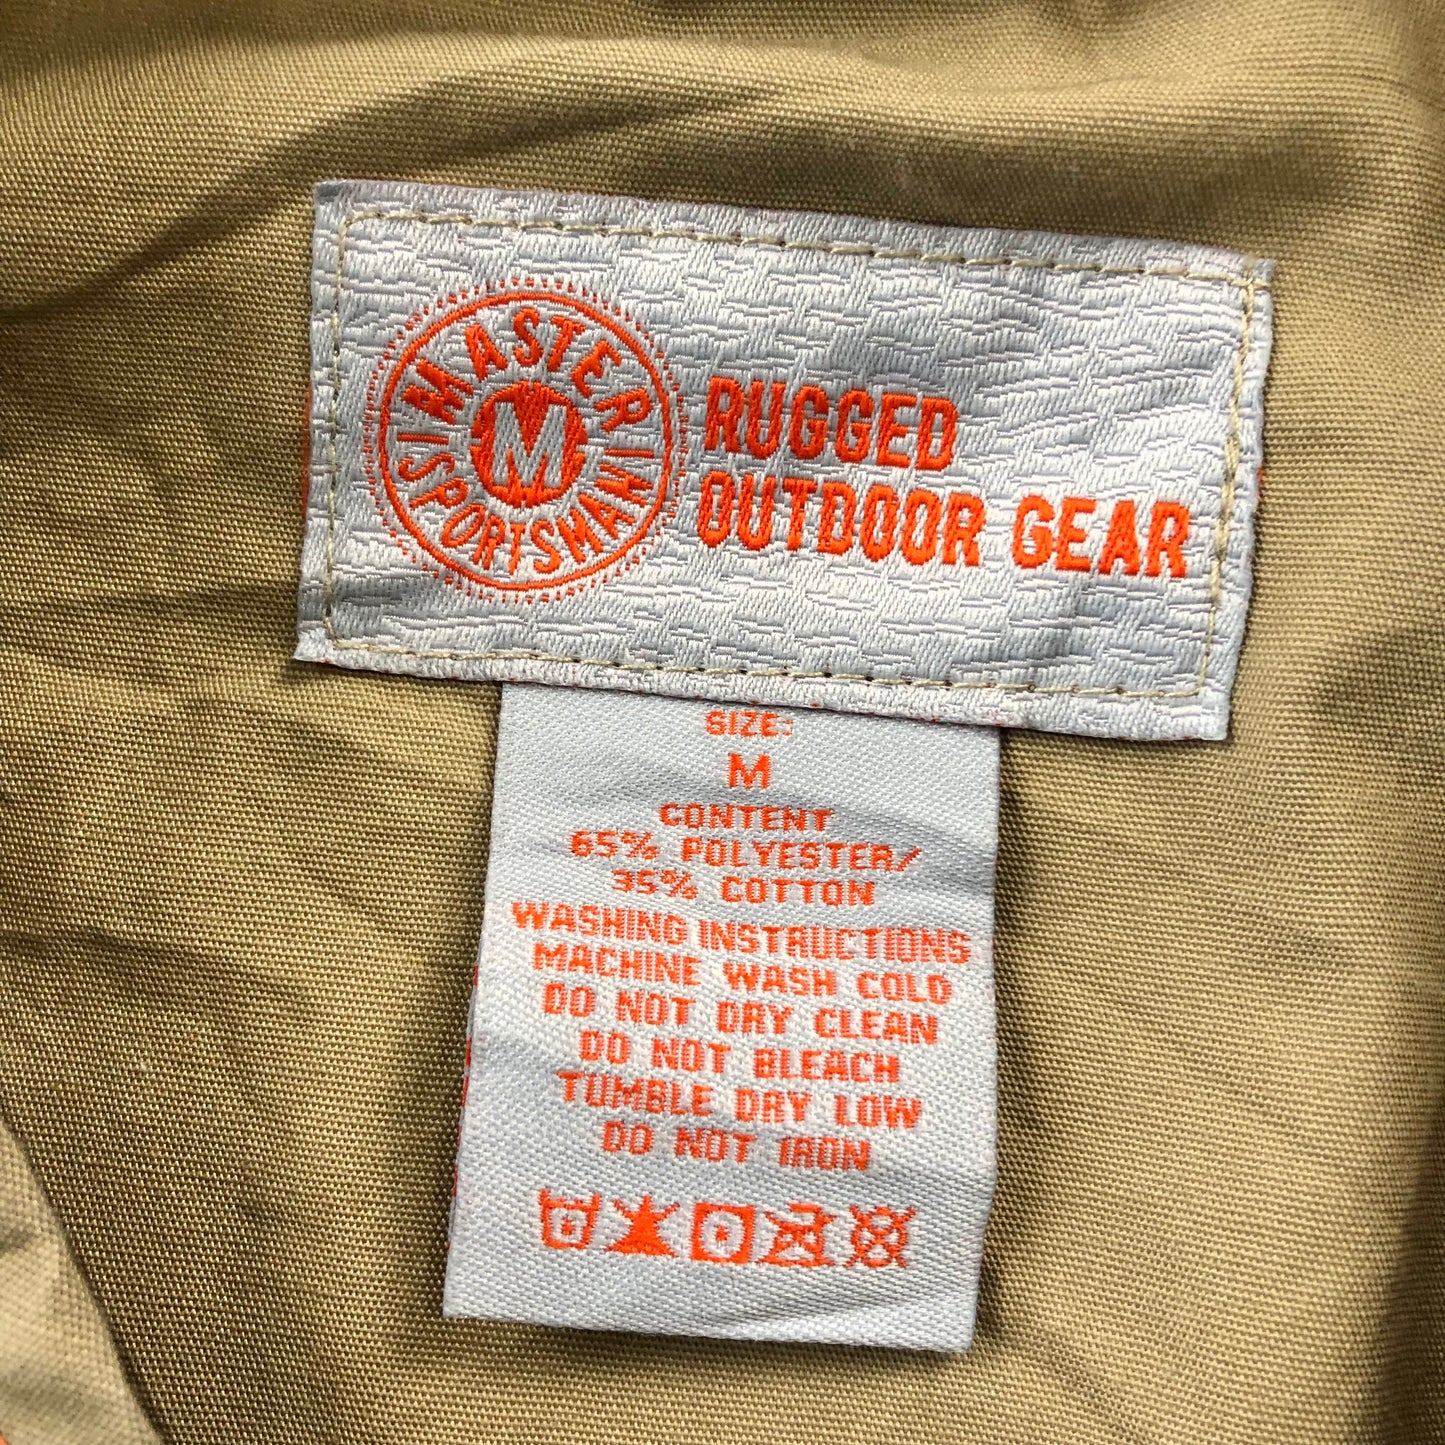 MASTER
SPORTSMAN
M
RUGGED
OUTDOOR GEAR
SIZE:
M
CONTENT
65% POLYESTER/
35% COTTON
WASHING INSTRUCTIONS
MACHINE WASH COLD
DO NOT DRY CLEAN
DO NOT BLEACH
TUMBLE DRY LOW
DO NOT IRON